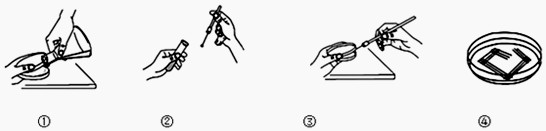 ① ② ③ ④